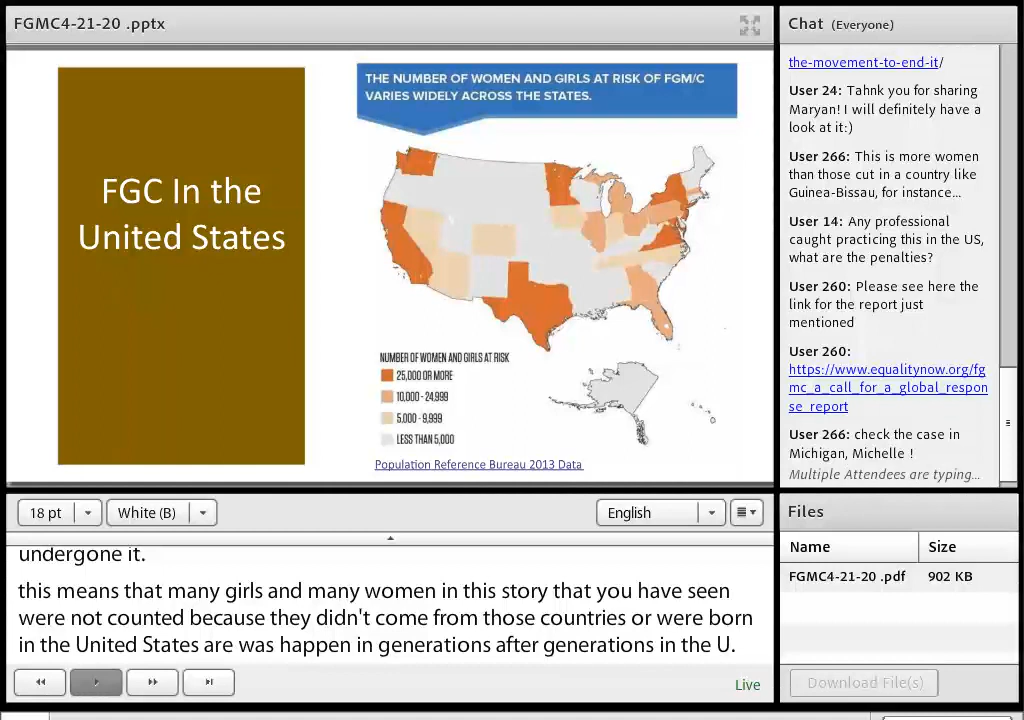 FGMC4-21-20 .pptx
FGC In the
United States
THE NUMBER OF WOMEN AND GIRLS AT RISK OF FGM/C
VARIES WIDELY ACROSS THE STATES.
NUMBER OF WOMEN AND GIRLS AT RISK
25,000 OR MORE
10,000 - 24,999
5,000 - 9,999
LESS THAN 5,000
Population Reference Bureau 2013 Data
18 pt
White (B)
English
undergone it.
this means that many girls and many women in this story that you have seen
were not counted because they didn't come from those countries or were born
in the United States are was happen in generations after generations in the U.
Live
Chat (Everyone)
the-movement-to-end-it/
User 24: Tahnk you for sharing
Maryan! I will definitely have a
look at it:)
User 266: This is more women
than those cut in a country like
Guinea-Bissau, for instance...
User 14: Any professional
caught practicing this in the US,
what are the penalties?
User 260: Please see here the
link for the report just
mentioned
User 260:
https://www.equalitynow.org/fg
mc_a_call_for_a_global_respon
se_report
User 266: check the case in
Michigan, Michelle !
Multiple Attendees are typing...
Files
Name Size
FGMC4-21-20 .pdf 902 KB
Download File(s)